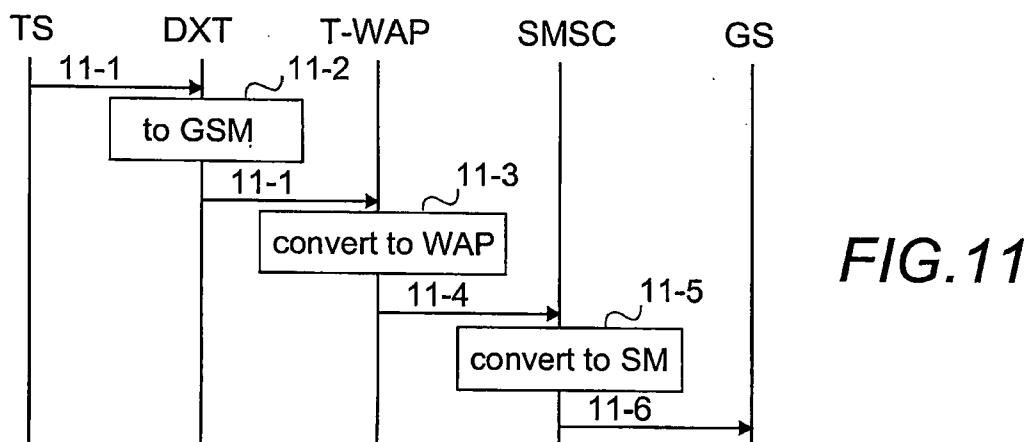 TS DXT T-WAP SMSC GS
11-1 11-2
to GSM
11-1 11-3
convert to WAP
FIG.11
11-4 11-5
convert to SM
11-6